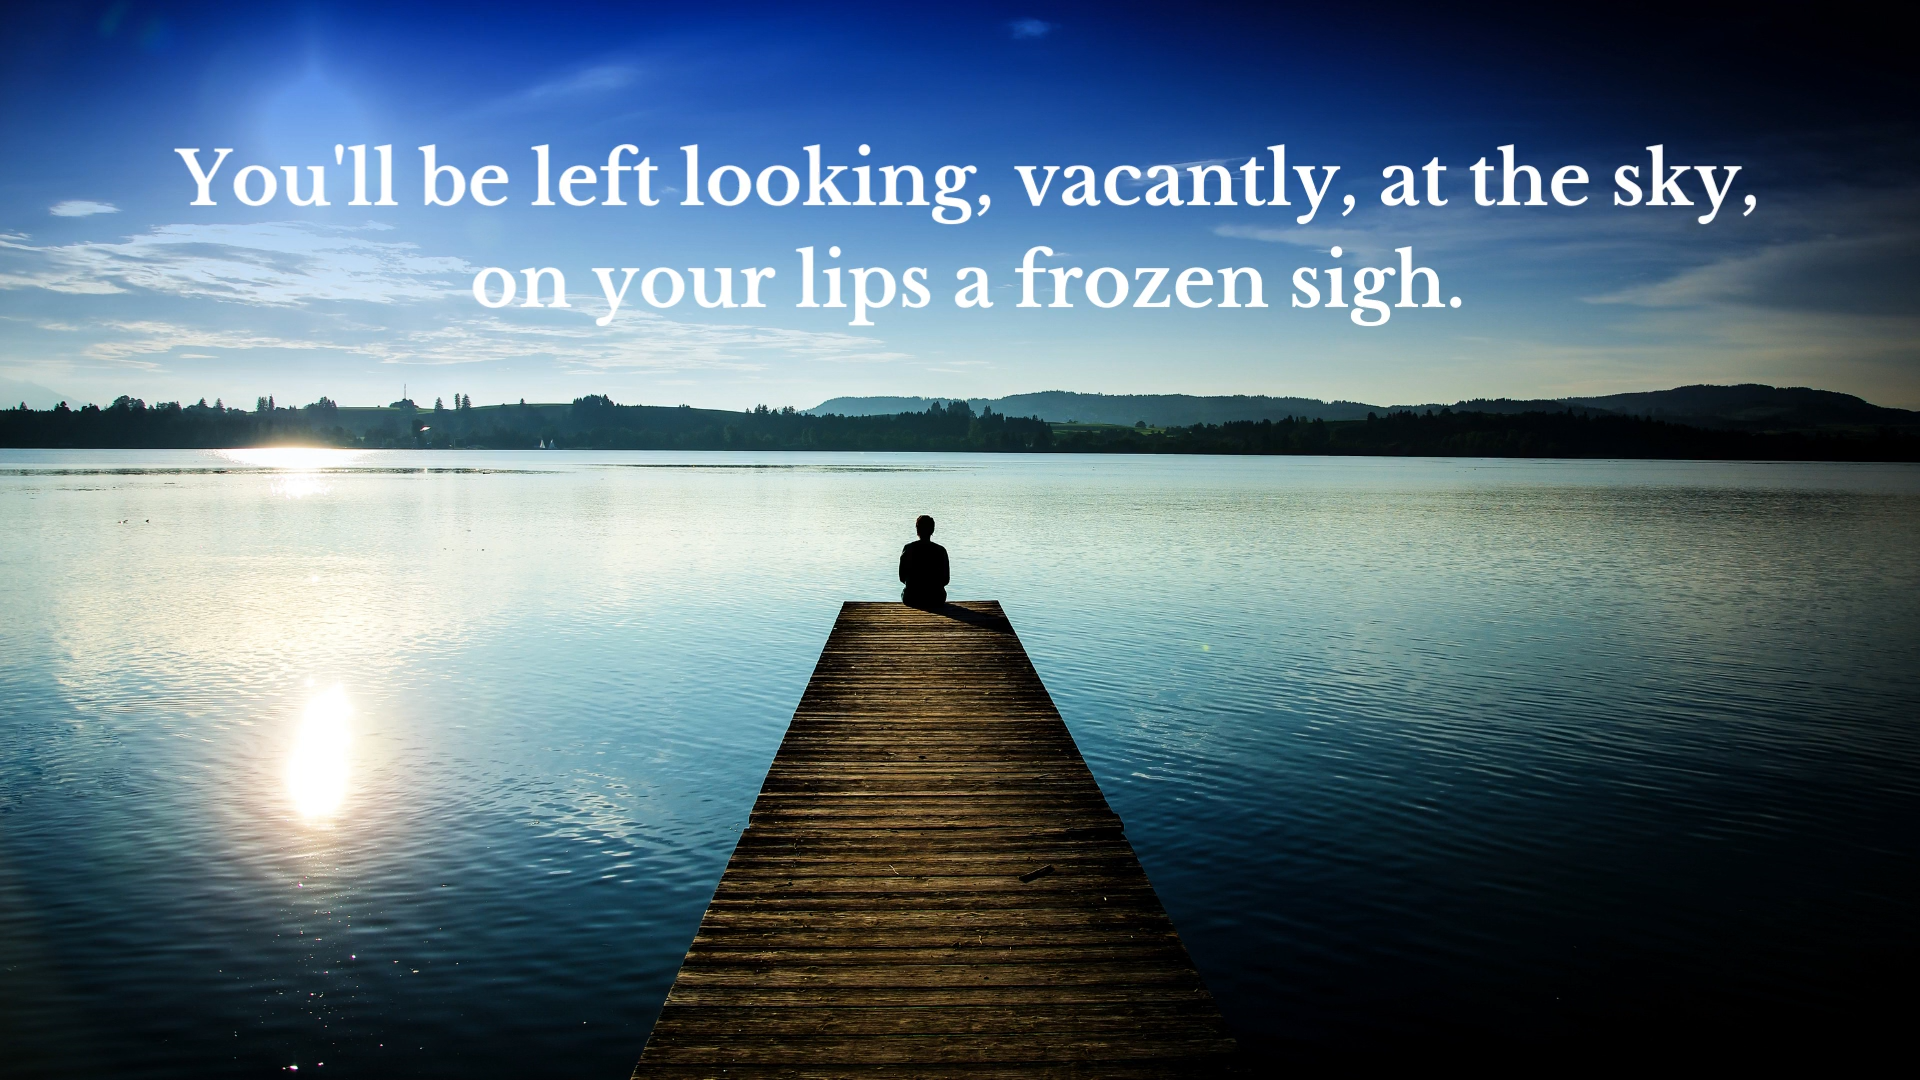 You'll be left looking, vacantly, at the sky,
on your lips a frozen sigh.